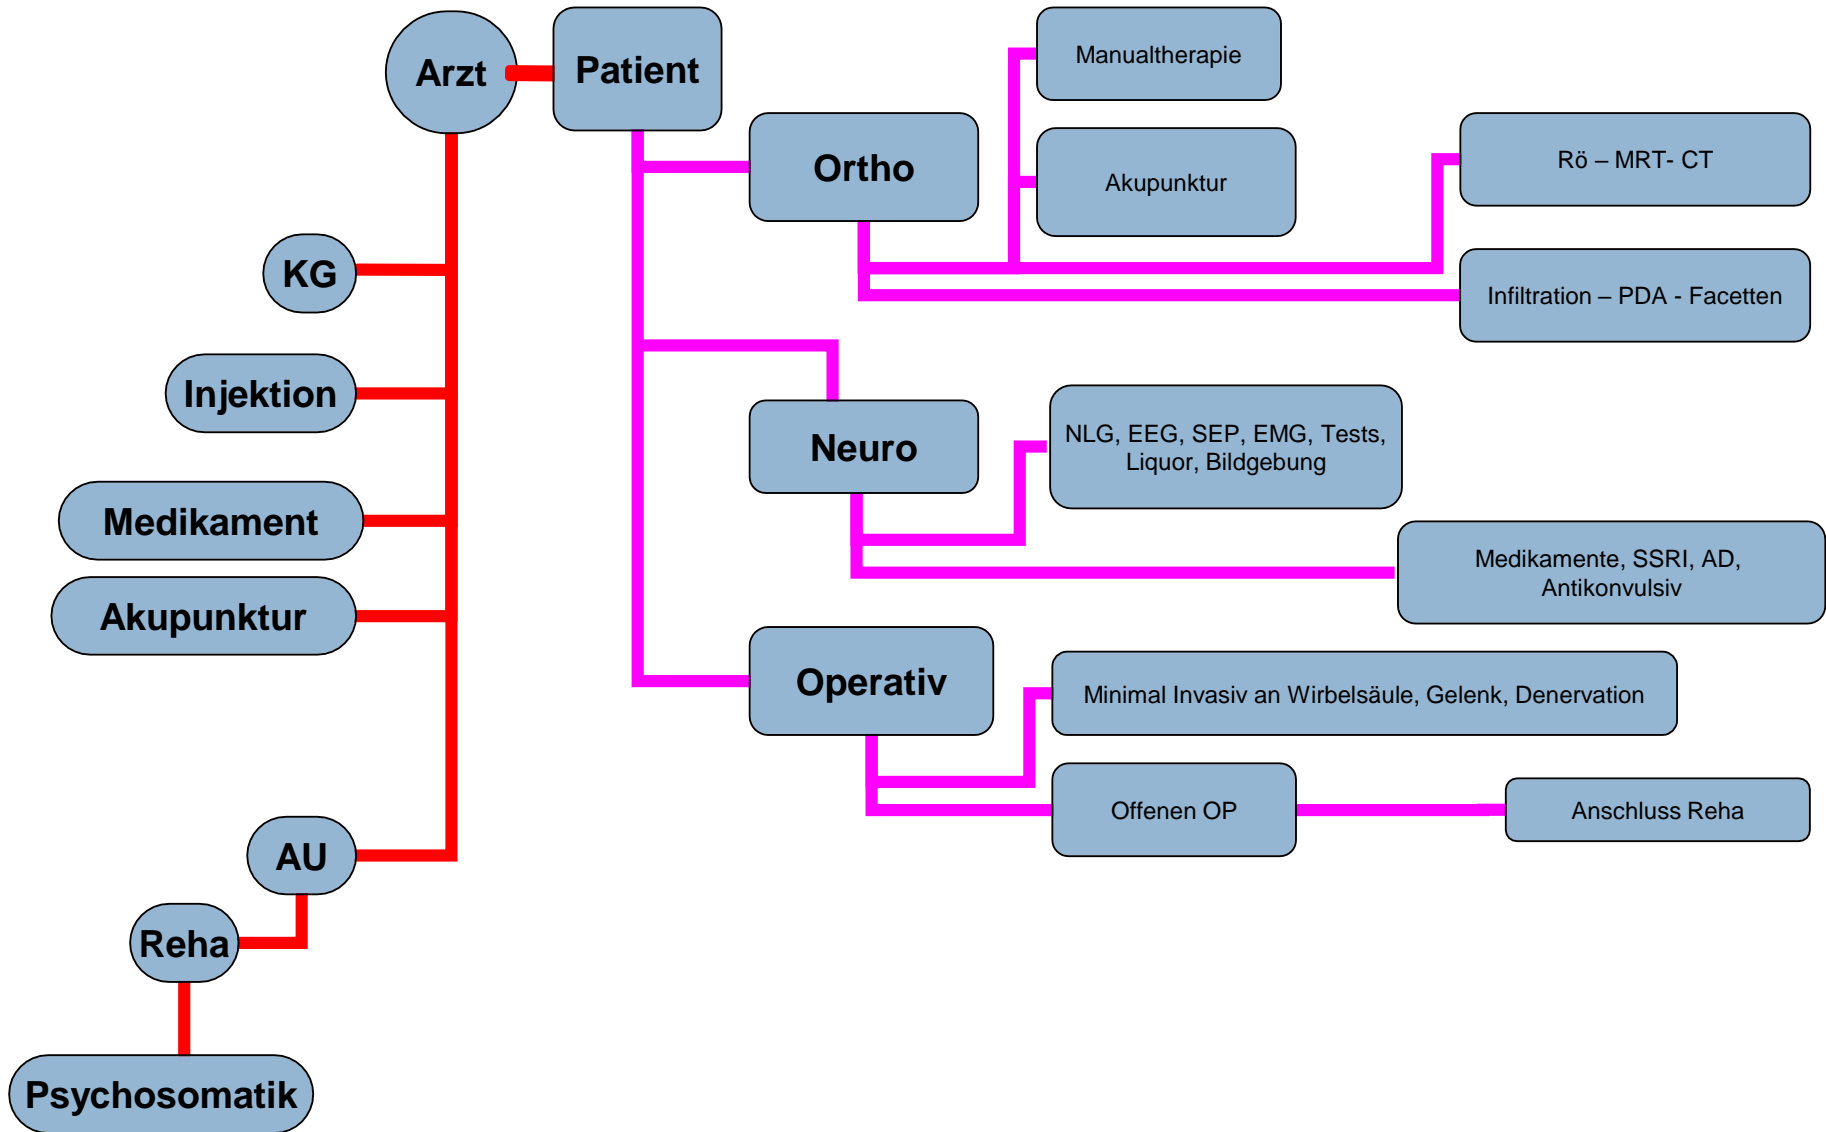 Arzt
Patient
Manualtherapie
Ortho
Akupunktur
Rö – MRT- CT
Infiltration – PDA - Facetten
KG
Injektion
Medikament
Akupunktur
Neuro
NLG, EEG, SEP, EMG, Tests,
Liquor, Bildgebung
Medikamente, SSRI, AD,
Antikonvulsiv
Operativ
Minimal Invasiv an Wirbelsäule, Gelenk, Denervation
Offenen OP
Anschluss Reha
AU
Reha
Psychosomatik